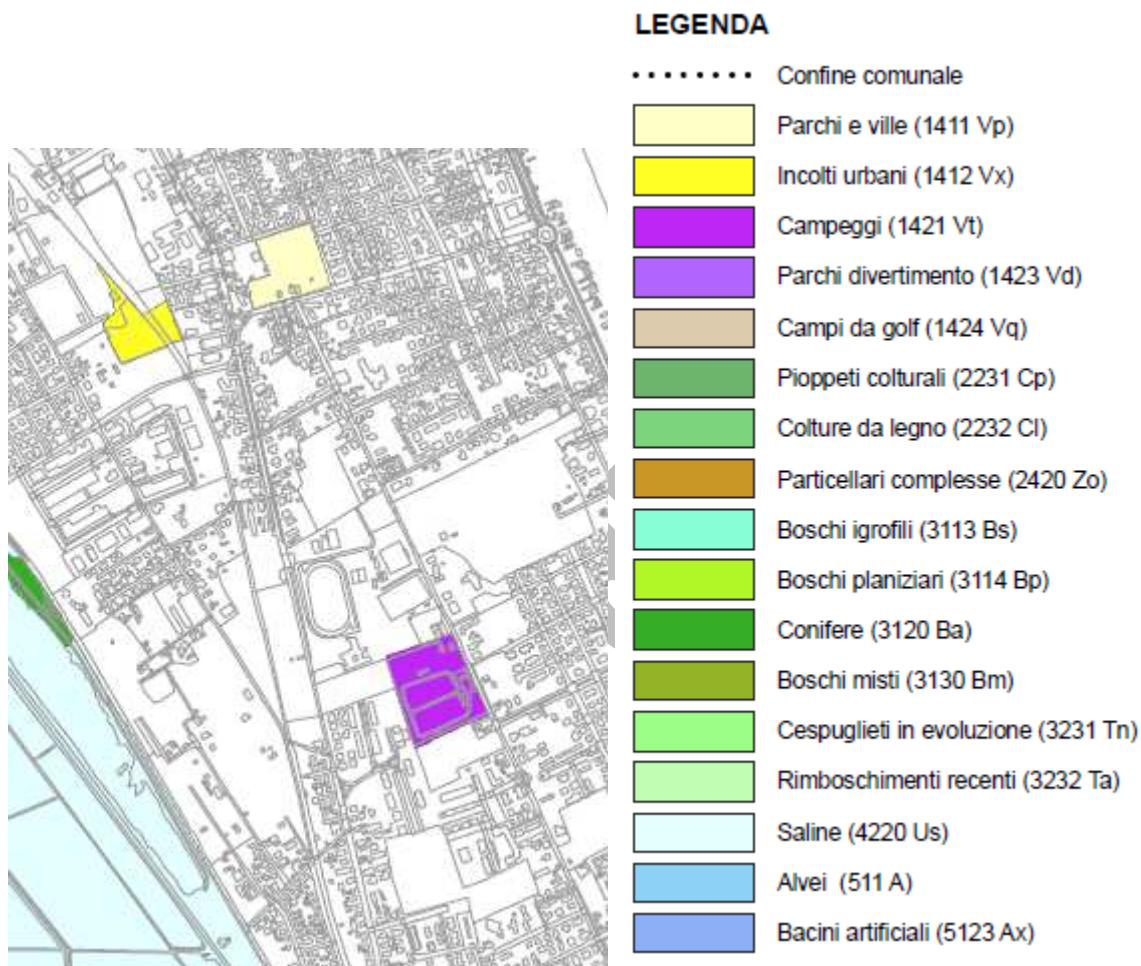 LEGENDA
Confine comunale
Parchi e ville (1411 Vp)
Incolti urbani (1412 Vx)
Campeggi (1421 Vt)
Parchi divertimento (1423 Vd)
Campi da golf (1424 Vq)
Pioppeti colturali (2231 Cp)
Colture da legno (2232 Cl)
Particellari complesse (2420 Zo)
Boschi igrofili (3113 Bs)
Boschi planiziari (3114 Bp)
Conifere (3120 Ba)
Boschi misti (3130 Bm)
Cespuglieti in evoluzione (3231 Tn)
Rimboschimenti recenti (3232 Ta)
Saline (4220 Us)
Alvei (511 A)
Bacini artificiali (5123 Ax)